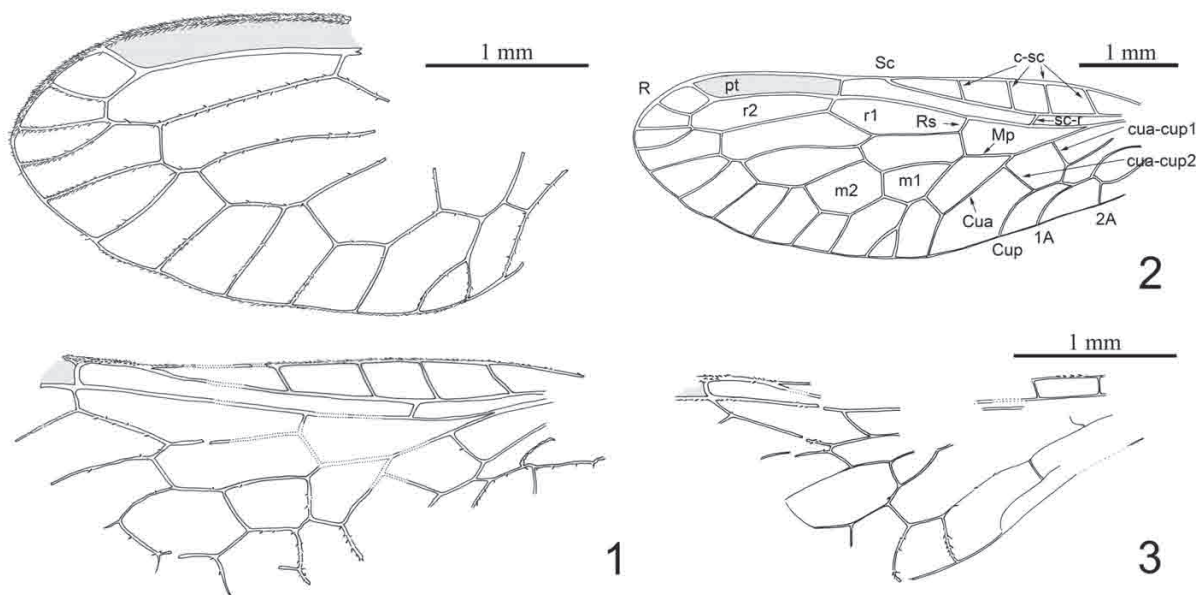 1 mm
1 mm
Sc
c-sc
R
pt
r2
r1
Rs
sc-r
Mp
cua-cup1
cua-cup2
m2
m1
Cua
Cup
1A
2A
2
1 mm
1
3